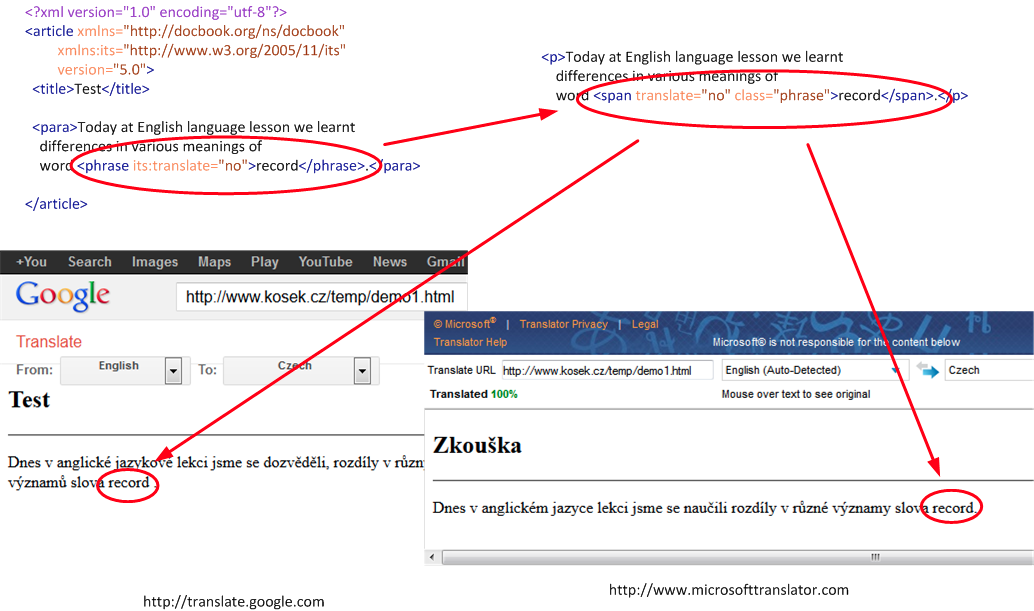 <?xml version="1.0" encoding="utf-8"?>
<article xmlns="http://docbook.org/ns/docbook"
xmlns:its="http://www.w3.org/2005/11/its"
version="5.0">
<title>Test</title>
<para>Today at English language lesson we learnt
differences in various meanings of
word <phrase its:translate="no">record</phrase>.</para>
</article>
<p>Today at English language lesson we learnt
differences in various meanings of
word <span translate="no" class="phrase">record</span>.</p>
+You Search Images Maps Play YouTube News Gmail
Google http://www.kosek.cz/temp/demo1.html
Translate
From: English To: Czech
Test
Dnes v anglické jazykové lekci jsme se dozvěděli, rozdíly v různý
významů slova record .
http://translate.google.com
© Microsoft® | Translator Privacy | Legal
Translator Help Microsoft® is not responsible for the content below
Translate URL http://www.kosek.cz/temp/demo1.html English (Auto-Detected) Czech
Translated 100% Mouse over text to see original
Zkouška
Dnes v anglickém jazyce lekci jsme se naučili rozdíly v různé významy slova record.
http://www.microsofttranslator.com